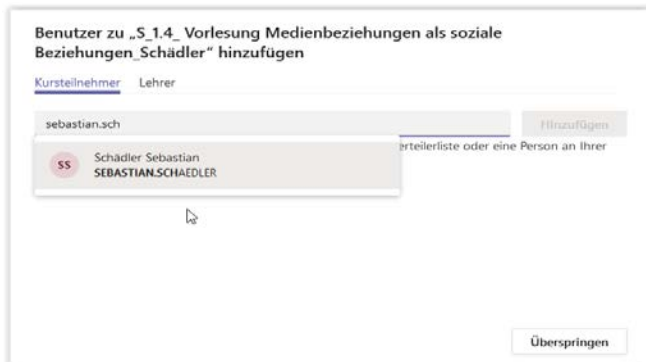 Benutzer zu „S_1.4_ Vorlesung Medienbeziehungen als soziale
Beziehungen_Schädler“ hinzufügen
Kursteilnehmer Lehrer
sebastian.sch Hinzufügen
erteilerliste oder eine Person an Ihrer
SS Schädler Sebastian
SEBASTIAN.SCHAEDLER
Überspringen